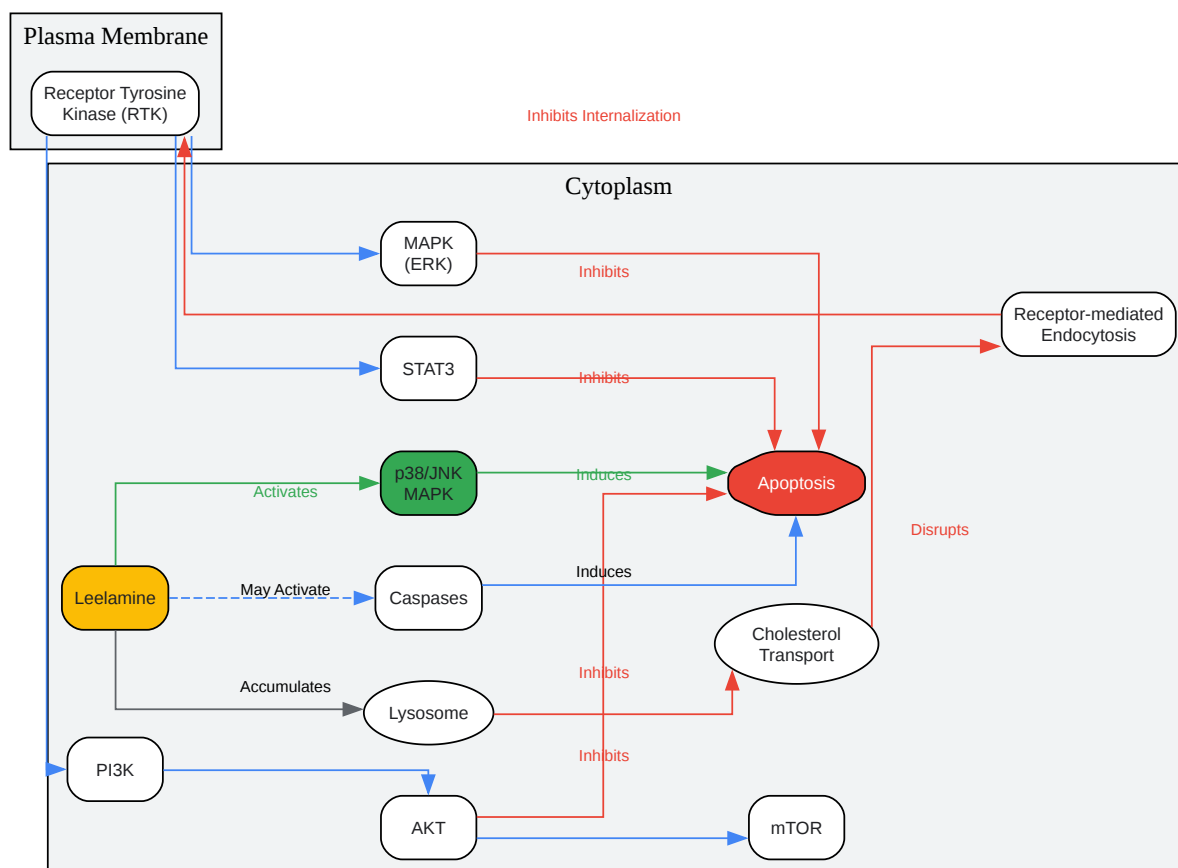 Plasma Membrane
Receptor Tyrosine
Kinase (RTK)
Inhibits Internalization
Cytoplasm
MAPK
(ERK)
Inhibits
Receptor-mediated
Endocytosis
STAT3
Inhibits
p38/JNK
MAPK
Activates
Induces
Apoptosis
Disrupts
Leelamine
May Activate
Caspases
Induces
Cholesterol
Transport
Accumulates
Inhibits
Lysosome
Inhibits
PI3K
AKT
mTOR